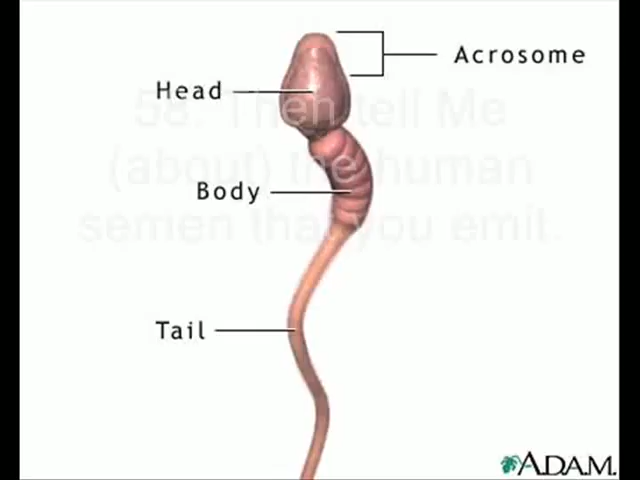 Acrosome
Head
58. Then tell Me
(about) the human
Body
semen that you emit.
Tail
A.D.A.M.